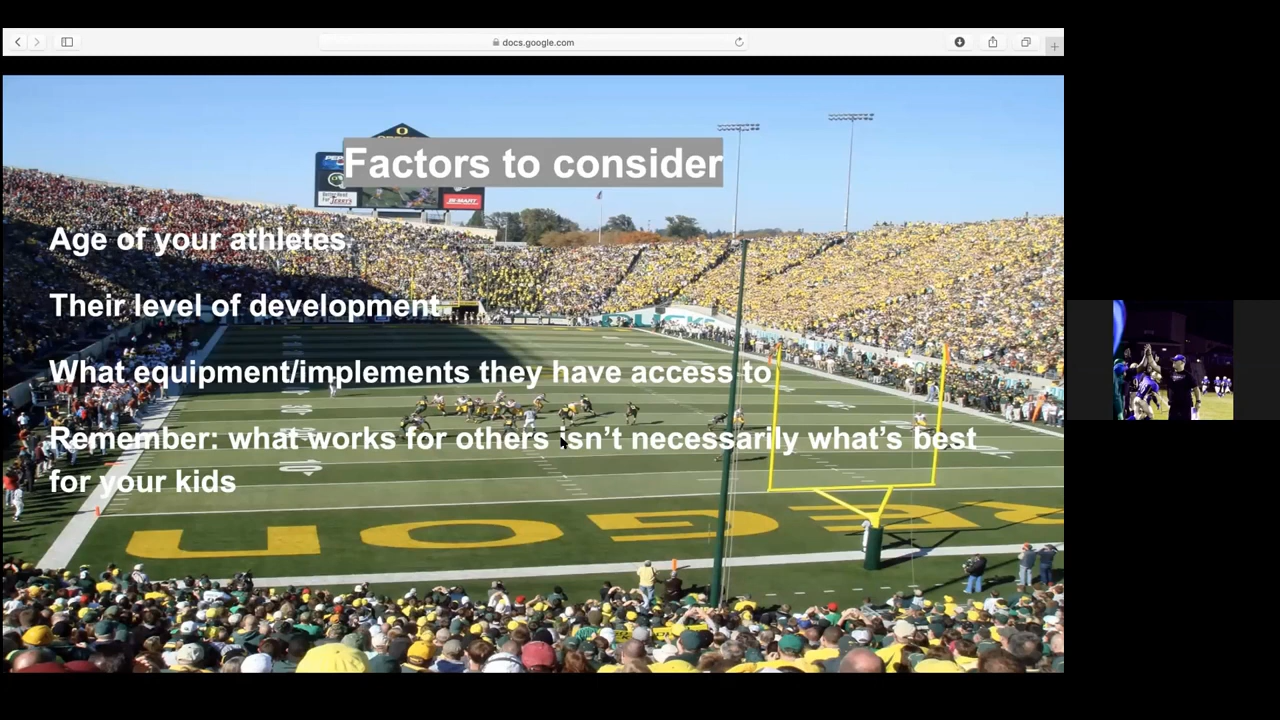 docs.google.com
Factors to consider
Age of your athletes
Their level of development
What equipment/implements they have access to
Remember: what works for others isn't necessarily what's best
for your kids